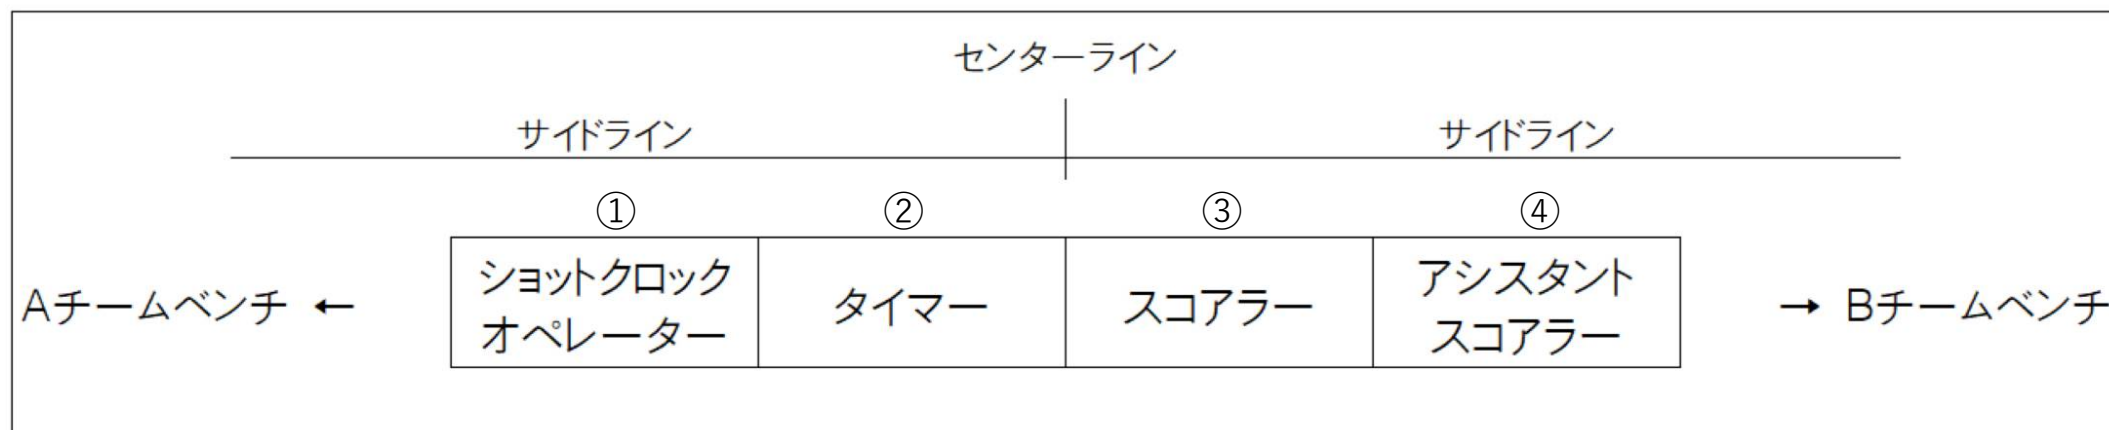 センターライン
サイドライン サイドライン
① ② ③ ④
Aチームベンチ ← ショットクロック
オペレーター タイマー スコアラー アシスタント
スコアラー → Bチームベンチ